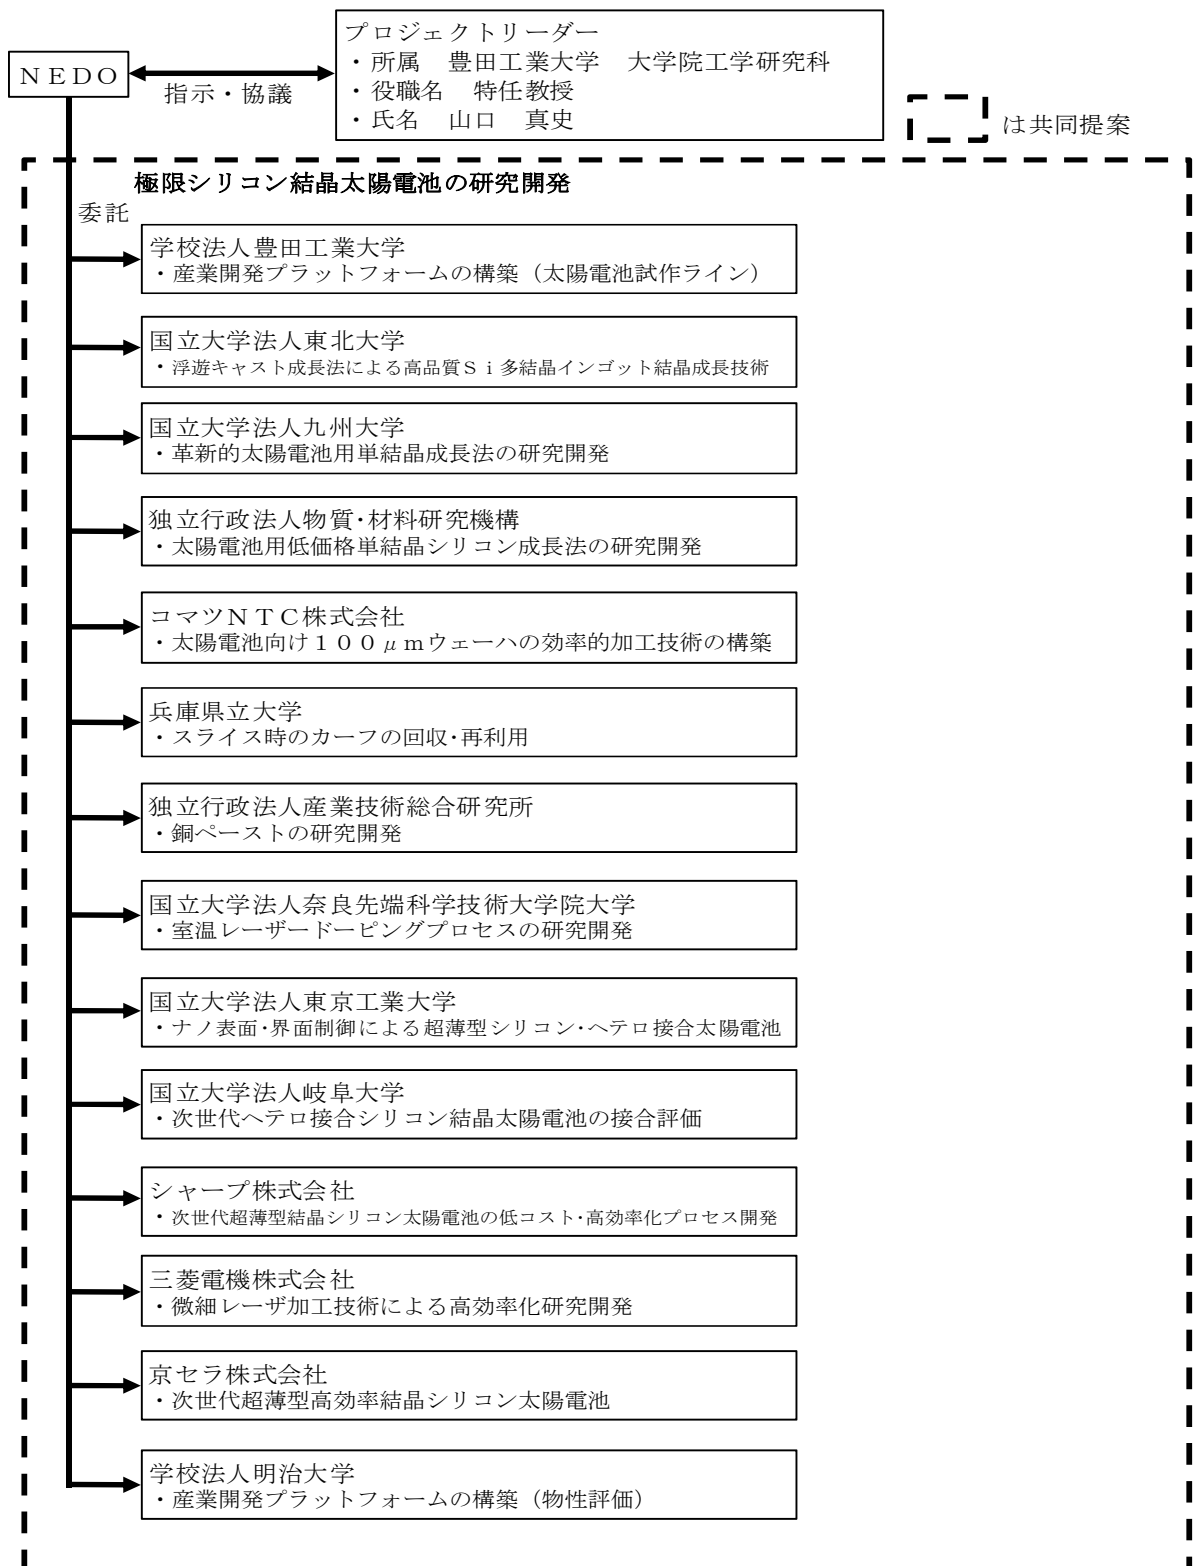 プロジェクトリーダー
・所属　豊田工業大学　大学院工学研究科
・役職名　特任教授
・氏名　山口　真史
ＮＥＤＯ
指示・協議
は共同提案
極限シリコン結晶太陽電池の研究開発
委託
学校法人豊田工業大学
・産業開発プラットフォームの構築（太陽電池試作ライン）
国立大学法人東北大学
・浮遊キャスト成長法による高品質Ｓｉ多結晶インゴット結晶成長技術
国立大学法人九州大学
・革新的太陽電池用単結晶成長法の研究開発
独立行政法人物質･材料研究機構
・太陽電池用低価格単結晶シリコン成長法の研究開発
コマツＮＴＣ株式会社
・太陽電池向け１００μｍウェーハの効率的加工技術の構築
兵庫県立大学
・スライス時のカーフの回収･再利用
独立行政法人産業技術総合研究所
・銅ペーストの研究開発
国立大学法人奈良先端科学技術大学院大学
・室温レーザードーピングプロセスの研究開発
国立大学法人東京工業大学
・ナノ表面･界面制御による超薄型シリコン･ヘテロ接合太陽電池
国立大学法人岐阜大学
・次世代ヘテロ接合シリコン結晶太陽電池の接合評価
シャープ株式会社
・次世代超薄型結晶シリコン太陽電池の低コスト･高効率化プロセス開発
三菱電機株式会社
・微細レーザ加工技術による高効率化研究開発
京セラ株式会社
・次世代超薄型高効率結晶シリコン太陽電池
学校法人明治大学
・産業開発プラットフォームの構築（物性評価）